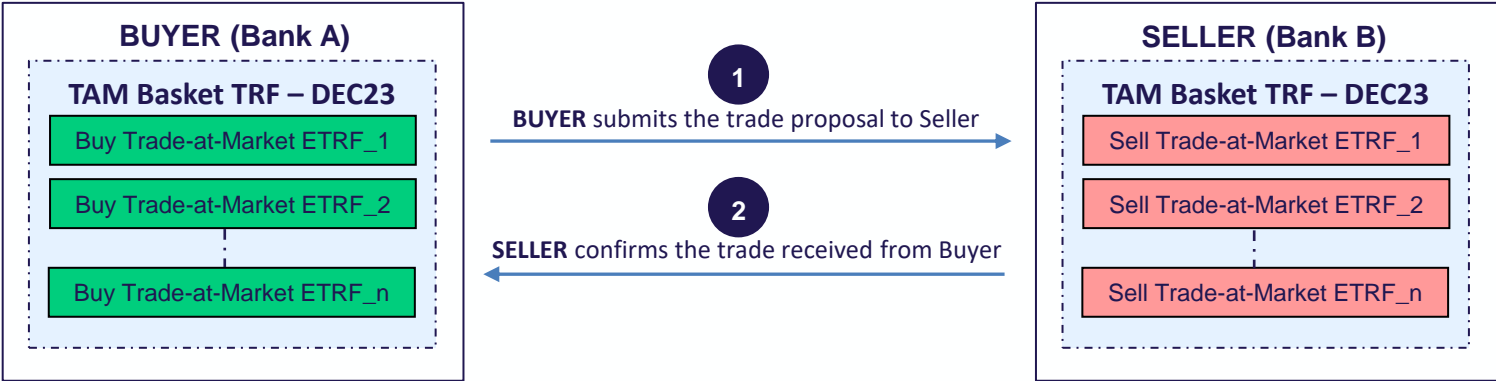 BUYER (Bank A)
TAM Basket TRF – DEC23
Buy Trade-at-Market ETRF_1
Buy Trade-at-Market ETRF_2
Buy Trade-at-Market ETRF_n
1
BUYER submits the trade proposal to Seller
2
SELLER confirms the trade received from Buyer
SELLER (Bank B)
TAM Basket TRF – DEC23
Sell Trade-at-Market ETRF_1
Sell Trade-at-Market ETRF_2
Sell Trade-at-Market ETRF_n